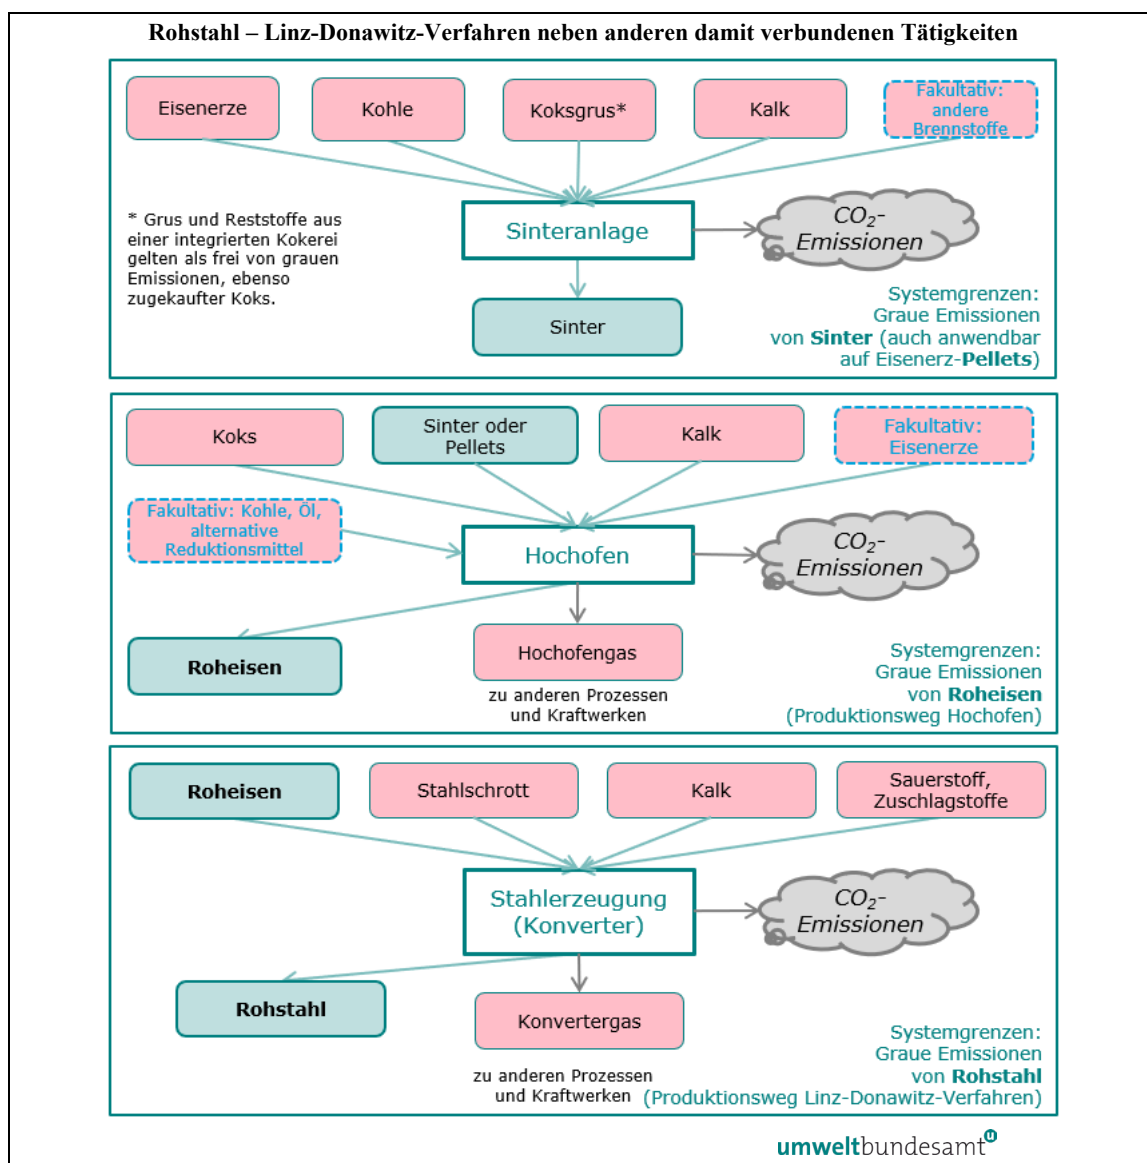 Rohstahl – Linz-Donawitz-Verfahren neben anderen damit verbundenen Tätigkeiten
Eisenerze
Kohle
Koksgrus*
Kalk
Fakultativ:
andere
Brennstoffe
* Grus und Reststoffe aus
einer integrierten Kokerei
gelten als frei von grauen
Emissionen, ebenso
zugekaufter Koks.
Sinteranlage
CO₂-
Emissionen
Sinter
Systemgrenzen:
Graue Emissionen
von Sinter (auch anwendbar
auf Eisenerz-Pellets)
Koks
Sinter oder
Pellets
Kalk
Fakultativ:
Eisenerze
Fakultativ: Kohle, Öl,
alternative
Reduktionsmittel
Hochofen
CO₂-
Emissionen
Roheisen
Hochofengas
zu anderen Prozessen
und Kraftwerken
Systemgrenzen:
Graue Emissionen
von Roheisen
(Produktionsweg Hochofen)
Roheisen
Stahlschrott
Kalk
Sauerstoff,
Zuschlagstoffe
Stahlerzeugung
(Konverter)
CO₂-
Emissionen
Rohstahl
Konvertergas
zu anderen Prozessen
und Kraftwerken
Systemgrenzen:
Graue Emissionen
von Rohstahl
(Produktionsweg Linz-Donawitz-Verfahren)
umweltbundesamt